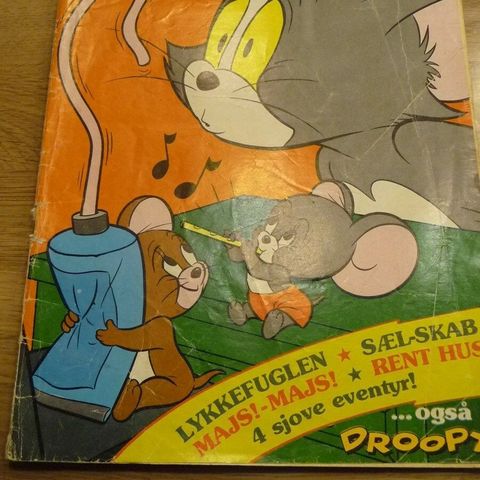 LYKKEFUGLEN ★ SÆL-SKAB
MAJS!-MAJS! ★ RENT HUS
4 sjove eventyr!
...også
DROOPY